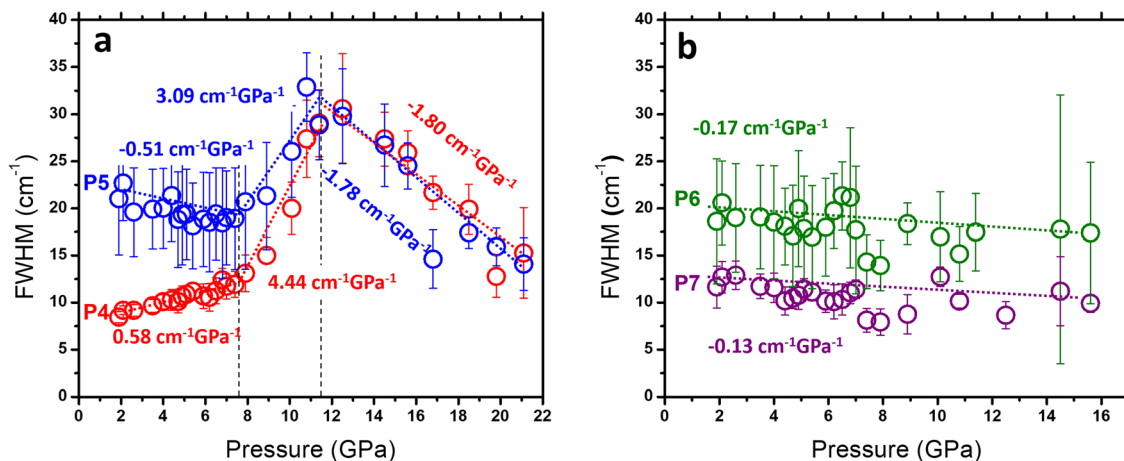 a
40
35
30
25
20
15
10
5
0
FWHM (cm⁻¹)
0 2 4 6 8 10 12 14 16 18 20 22
Pressure (GPa)
3.09 cm⁻¹GPa⁻¹
-0.51 cm⁻¹GPa⁻¹
P5
-1.80 cm⁻¹GPa⁻¹
-1.78 cm⁻¹GPa⁻¹
4.44 cm⁻¹GPa⁻¹
P4
0.58 cm⁻¹GPa⁻¹
b
40
35
30
25
20
15
10
5
0
FWHM (cm⁻¹)
0 2 4 6 8 10 12 14 16
Pressure (GPa)
-0.17 cm⁻¹GPa⁻¹
P6
P7
-0.13 cm⁻¹GPa⁻¹